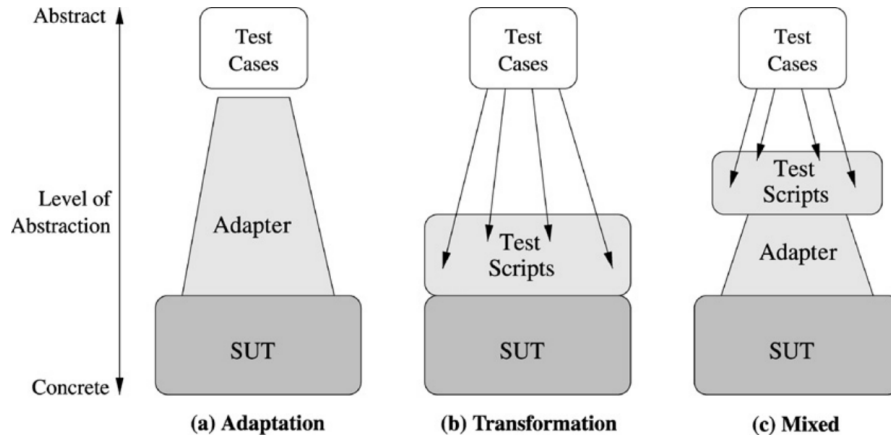 Abstract
Level of
Abstraction
Concrete
Test
Cases
Adapter
SUT
(a) Adaptation
Test
Cases
Test
Scripts
SUT
(b) Transformation
Test
Cases
Test
Scripts
Adapter
SUT
(c) Mixed